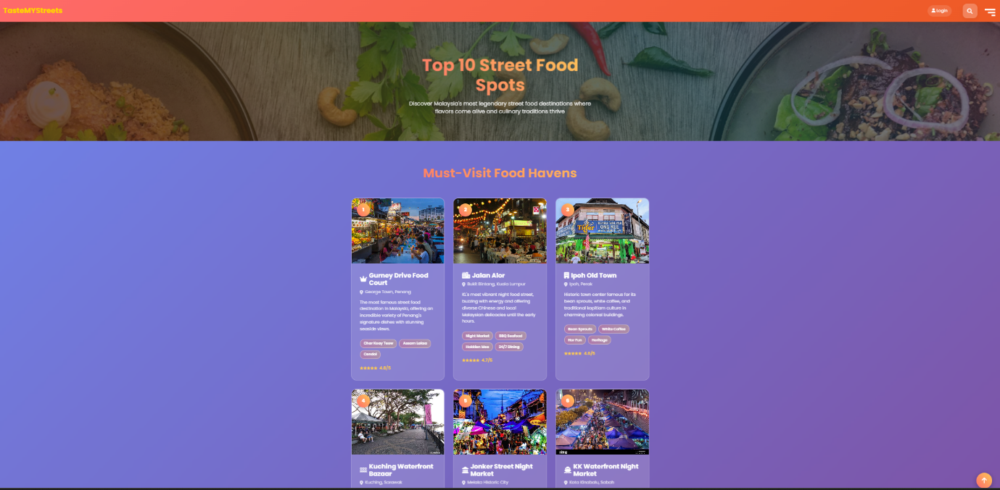 TasteMYStreets
Login
Top 10 Street Food
Spots
Discover Malaysia's most legendary street food destinations where
flavors come alive and culinary traditions thrive
Must-Visit Food Havens
1
Gurney Drive Food
Court
George Town, Penang
The most famous street food
destination in Malaysia, offering an
incredible variety of Penang's
signature dishes with stunning
seaside views.
Char Koay Teow
Assam Laksa
Cendol
4.8/5
2
Jalan Alor
Bukit Bintang, Kuala Lumpur
KL's most vibrant night food street,
buzzing with energy and offering
diverse Chinese and local
Malaysian delicacies until the early
hours.
Night Market
BBQ Seafood
Hokkien Mee
24/7 Dining
4.7/5
3
Tiger
ONG KEE
Ipoh Old Town
Ipoh, Perak
Historic town center famous for its
bean sprouts, white coffee, and
traditional kopitiam culture in
charming colonial buildings.
Bean Sprouts
White Coffee
Hor Fun
Heritage
4
Kuching Waterfront
Bazaar
Kuching, Sarawak
5
Jonker Street Night
Market
Melaka Historic City
6
KK Waterfront Night
Market
Kota Kinabalu, Sabah